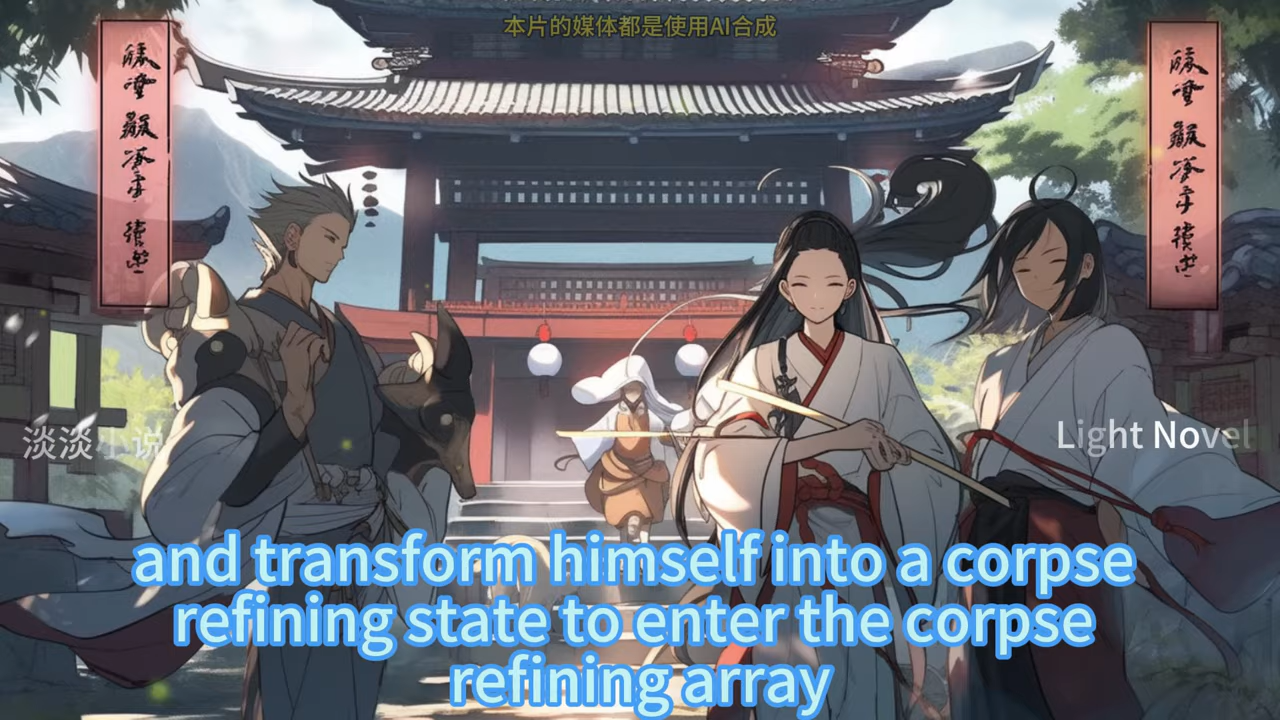 本片的媒体都是使用AI合成
淡淡小说
Light Novel
and transform himself into a corpse
refining state to enter the corpse
refining array